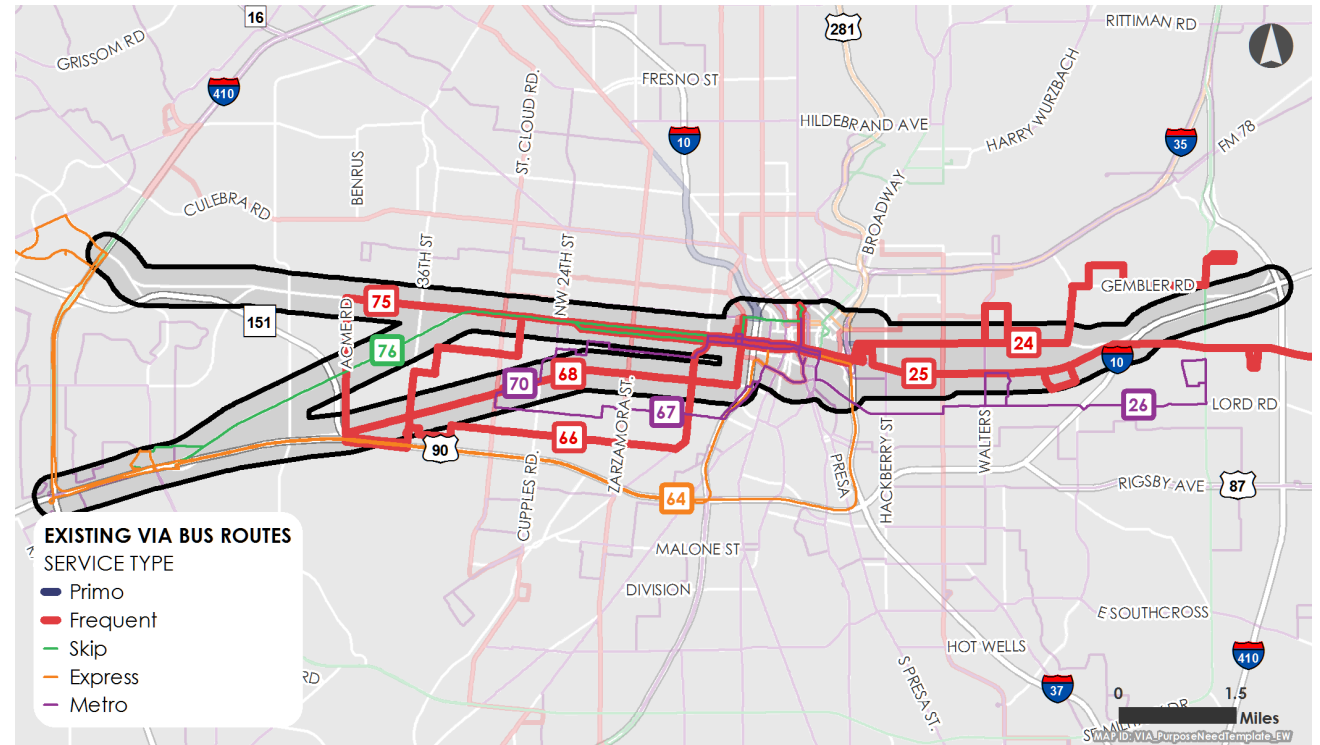 16
281
RITTIMAN RD
GRISSOM RD
FRESNO ST
410
ST. CLOUD RD.
HILDEBRAND AVE
HARRY WURZBACH
10
35
FM 78
BENRUS
CULEBRA RD
BROADWAY
36TH ST
NW 24TH ST
GEMBLER RD
75
ACME RD
151
76
24
10
70
68
25
67
26
LORD RD
ZARZAMORA ST.
66
90
HACKBERRY ST
WALTERS
PRESA
CUPPLES RD.
64
RIGSBY AVE
87
EXISTING VIA BUS ROUTES
SERVICE TYPE
Primo
Frequent
Skip
Express
Metro
MALONE ST
DIVISION
E SOUTHCROSS
HOT WELLS
410
RD
S PRESA ST.
37
0 1.5
Miles
MAP ID: VIA_PurposeNeedTemplate_EW